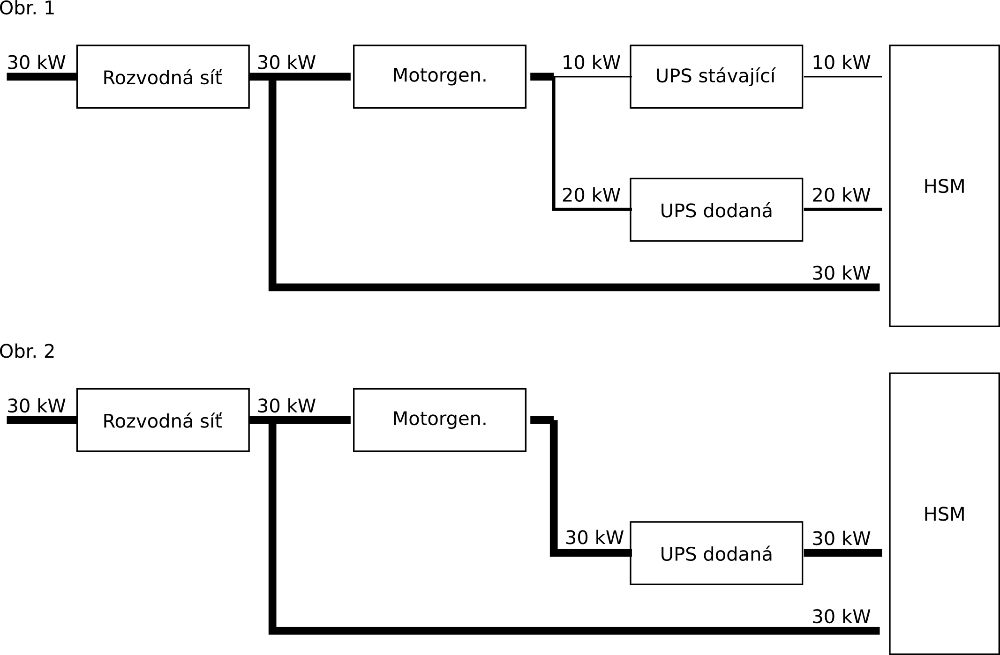 Obr. 1
30 kW
Rozvodná síť
30 kW
Motorgen.
10 kW
UPS stávající
10 kW
20 kW
UPS dodaná
20 kW
HSM
30 kW
Obr. 2
30 kW
Rozvodná síť
30 kW
Motorgen.
30 kW
UPS dodaná
30 kW
HSM
30 kW